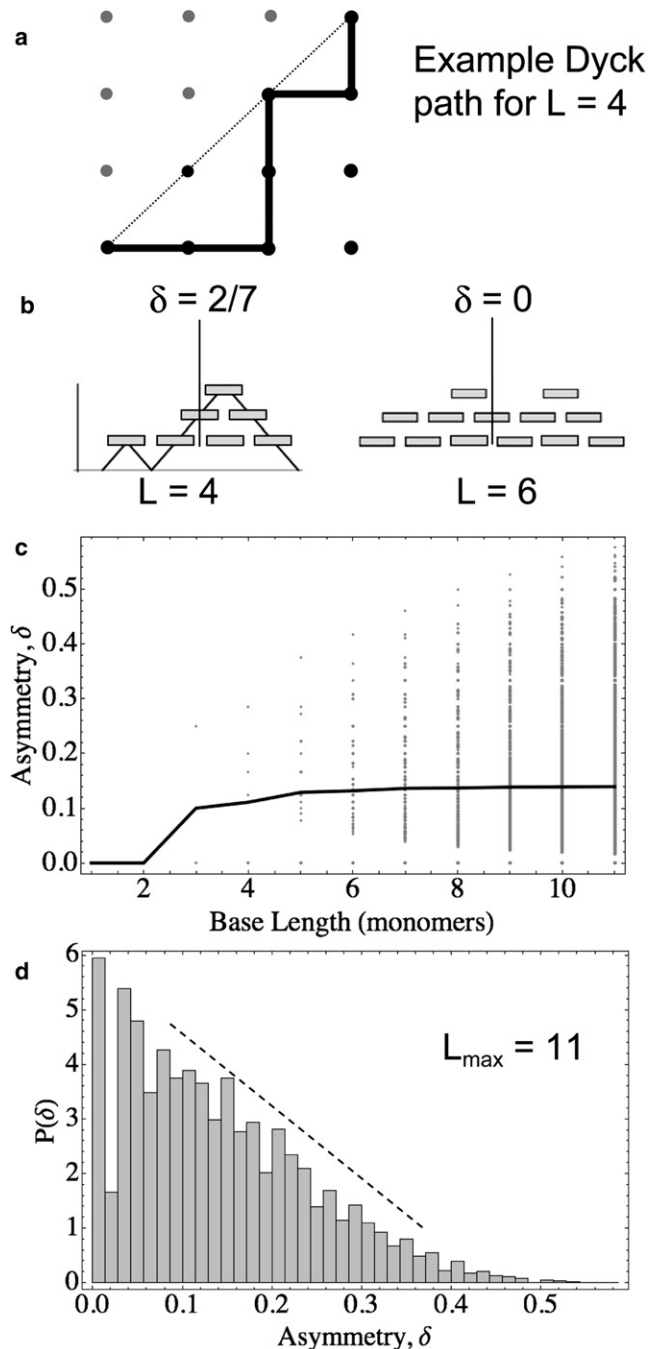 a
Example Dyck
path for L = 4
b
δ = 2/7
δ = 0
L = 4
L = 6
c
Asymmetry, δ
0.5
0.4
0.3
0.2
0.1
0.0
2 4 6 8 10
Base Length (monomers)
d
P(δ)
6
5
4
3
2
1
0
Lmax = 11
0.0 0.1 0.2 0.3 0.4 0.5
Asymmetry, δ